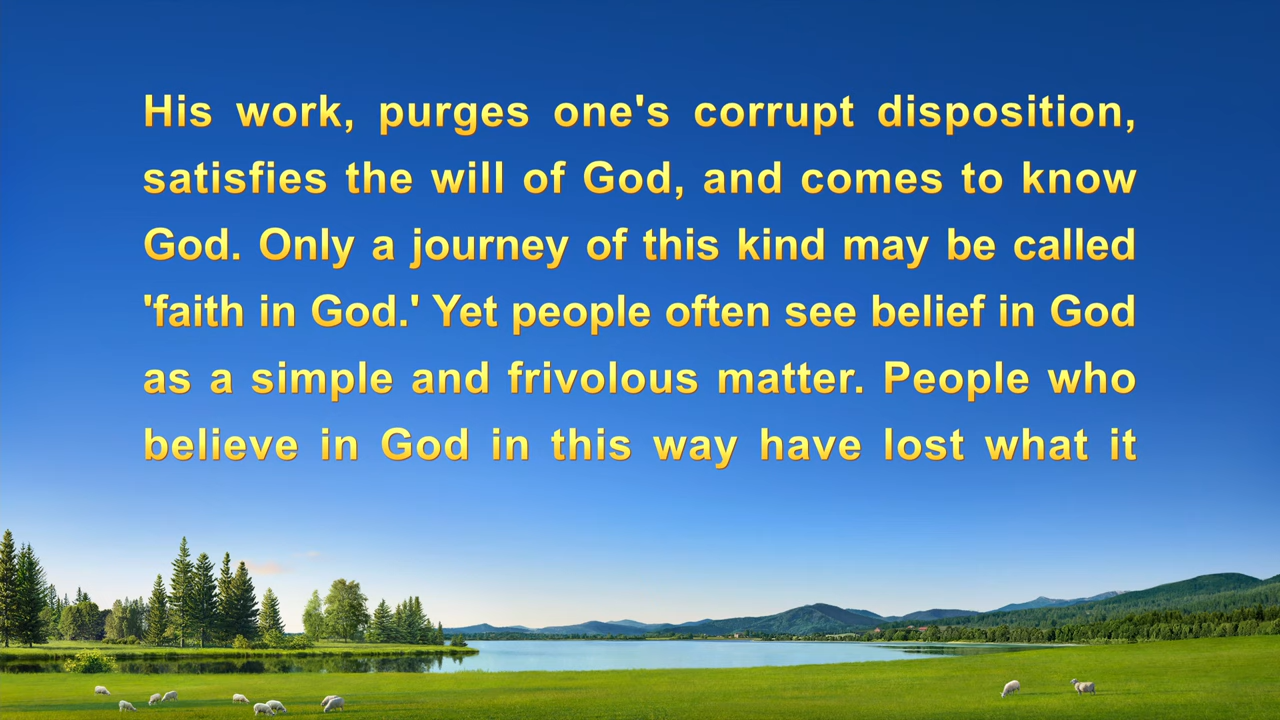 His work, purges one's corrupt disposition,
satisfies the will of God, and comes to know
God. Only a journey of this kind may be called
'faith in God.' Yet people often see belief in God
as a simple and frivolous matter. People who
believe in God in this way have lost what it